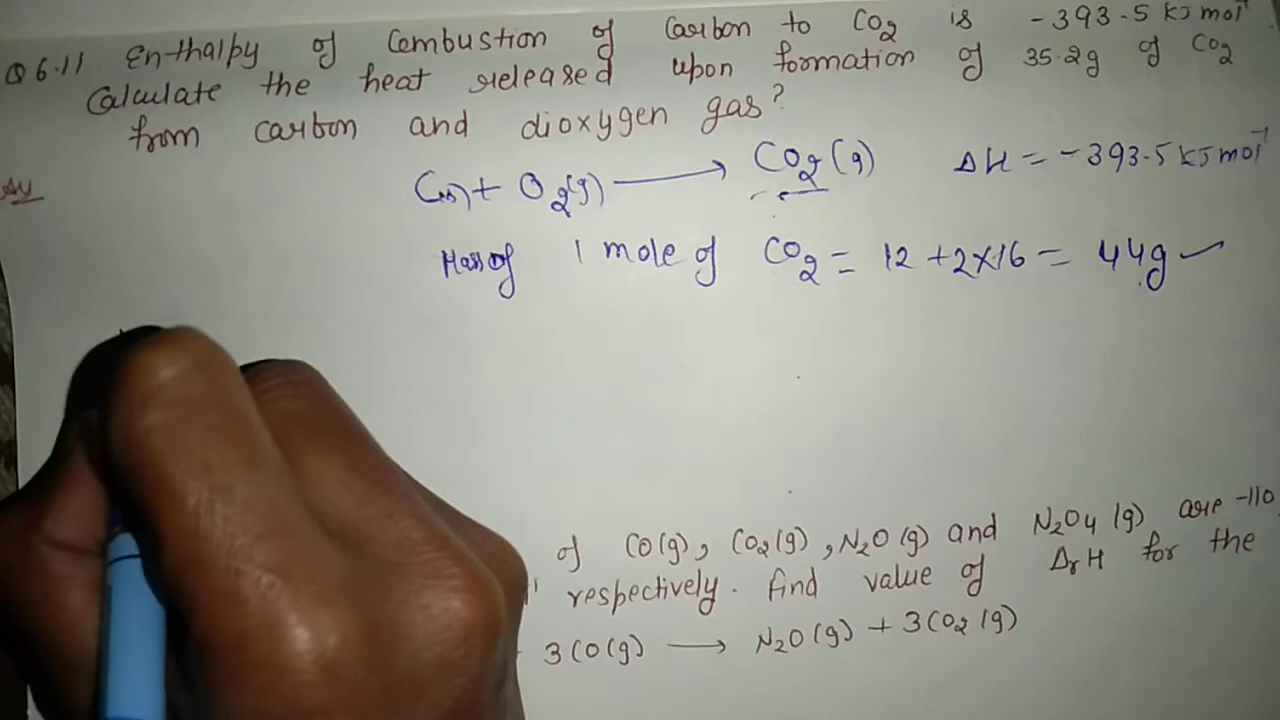 Q 6.11 Enthalpy of Combustion of Carbon to CO2 is -393.5 KJ mol-1
Calculate the heat released upon formation of 35.2g of CO2
from carbon and dioxygen gas?
C(s) + O2(g) ⟶ CO2(g) ΔH = -393.5 KJ mol-1
Mass of 1 mole of CO2 = 12 + 2×16 = 44g
of CO(g), CO2(g), N2O(g) and N2O4(g) are -110
respectively. find value of ΔrH for the
3CO(g) ⟶ N2O(g) + 3CO2(g)